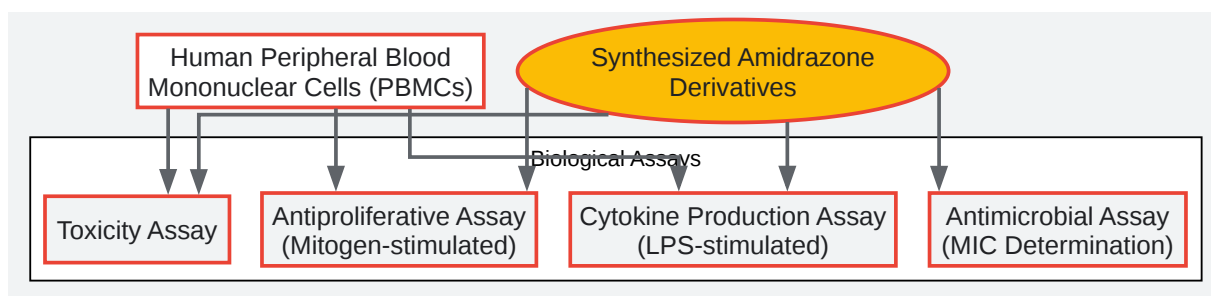 Human Peripheral Blood
Mononuclear Cells (PBMCs)
Synthesized Amidrazone
Derivatives
Biological Assays
Toxicity Assay
Antiproliferative Assay
(Mitogen-stimulated)
Cytokine Production Assay
(LPS-stimulated)
Antimicrobial Assay
(MIC Determination)